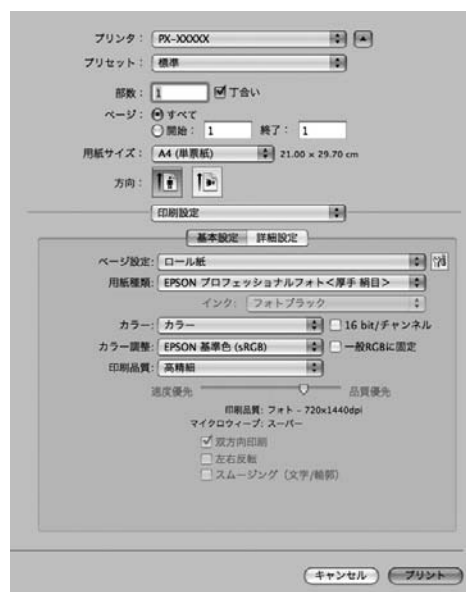 プリンタ： PX-XXXXX
プリセット： 標準
部数： 1 丁合い
ページ： すべて
開始： 1 終了： 1
用紙サイズ： A4 (単票紙) 21.00 x 29.70 cm
方向：
印刷設定
基本設定 詳細設定
ページ設定: ロール紙
用紙種類: EPSON プロフェッショナルフォト<厚手 絹目>
インク: フォトブラック
カラー: カラー 16 bit/チャンネル
カラー調整: EPSON 基準色 (sRGB) 一般RGBに固定
印刷品質: 高精細
速度優先 品質優先
印刷品質: フォト - 720x1440dpi
マイクロウィーブ: スーパー
双方向印刷
左右反転
スムージング（文字/輪郭）
キャンセル プリント